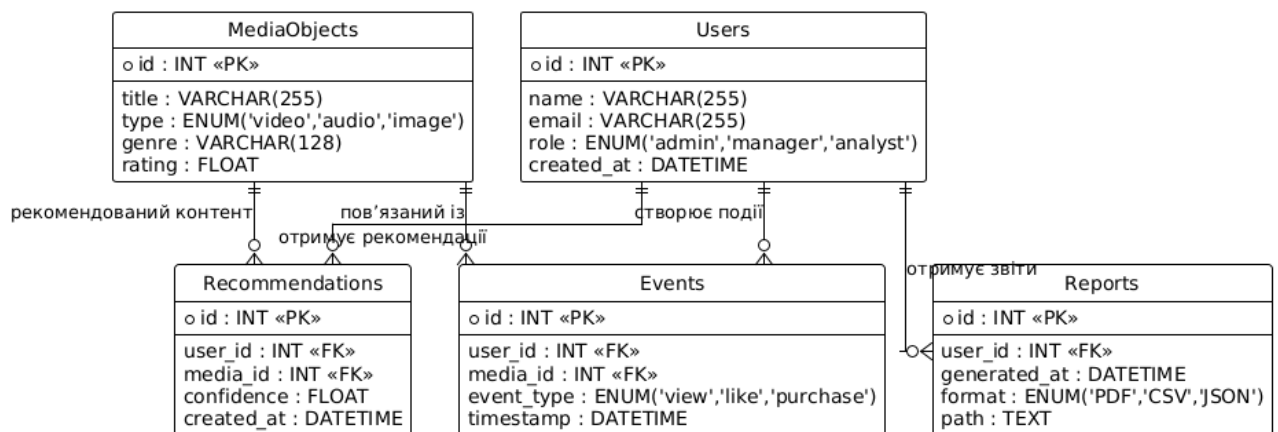 MediaObjects
id : INT «PK»
title : VARCHAR(255)
type : ENUM('video','audio','image')
genre : VARCHAR(128)
rating : FLOAT
Users
id : INT «PK»
name : VARCHAR(255)
email : VARCHAR(255)
role : ENUM('admin','manager','analyst')
created_at : DATETIME
рекомендований контент
пов’язаний із
створює події
отримує рекомендації
отримує звіти
Recommendations
id : INT «PK»
user_id : INT «FK»
media_id : INT «FK»
confidence : FLOAT
created_at : DATETIME
Events
id : INT «PK»
user_id : INT «FK»
media_id : INT «FK»
event_type : ENUM('view','like','purchase')
timestamp : DATETIME
Reports
id : INT «PK»
user_id : INT «FK»
generated_at : DATETIME
format : ENUM('PDF','CSV','JSON')
path : TEXT